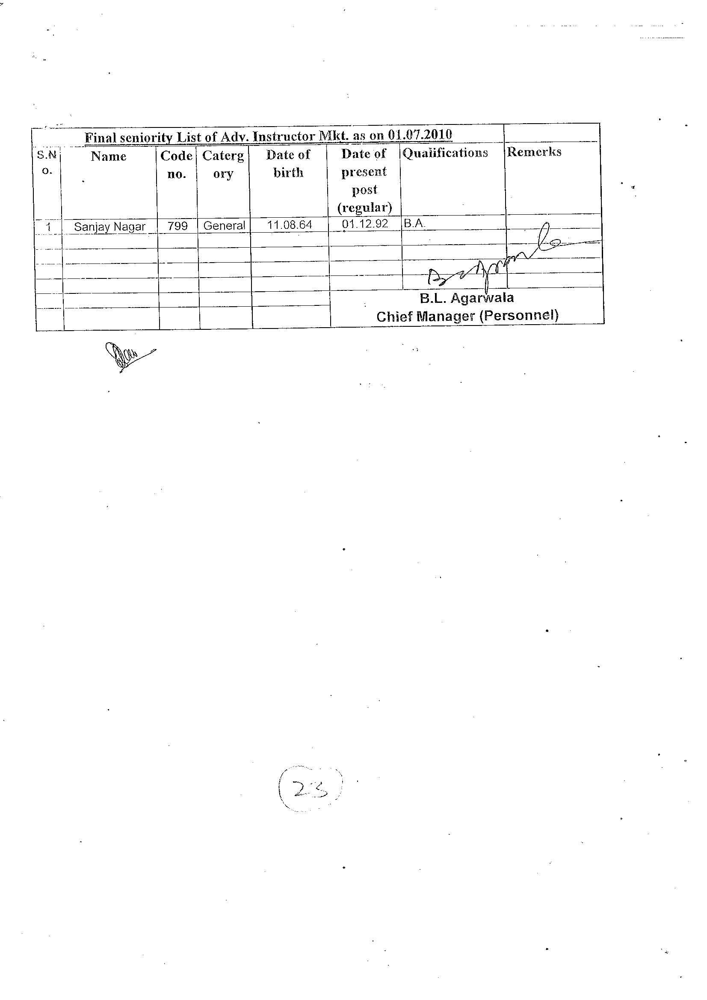 Final seniority List of Adv. Instructor Mkt. as on 01.07.2010
S.N o. Name Code no. Caterg ory Date of birth Date of present post (regular) Qualifications Remerks
1 Sanjay Nagar 799 General 11.08.64 01.12.92 B.A.
B.L. Agarwala
Chief Manager (Personnel)
23